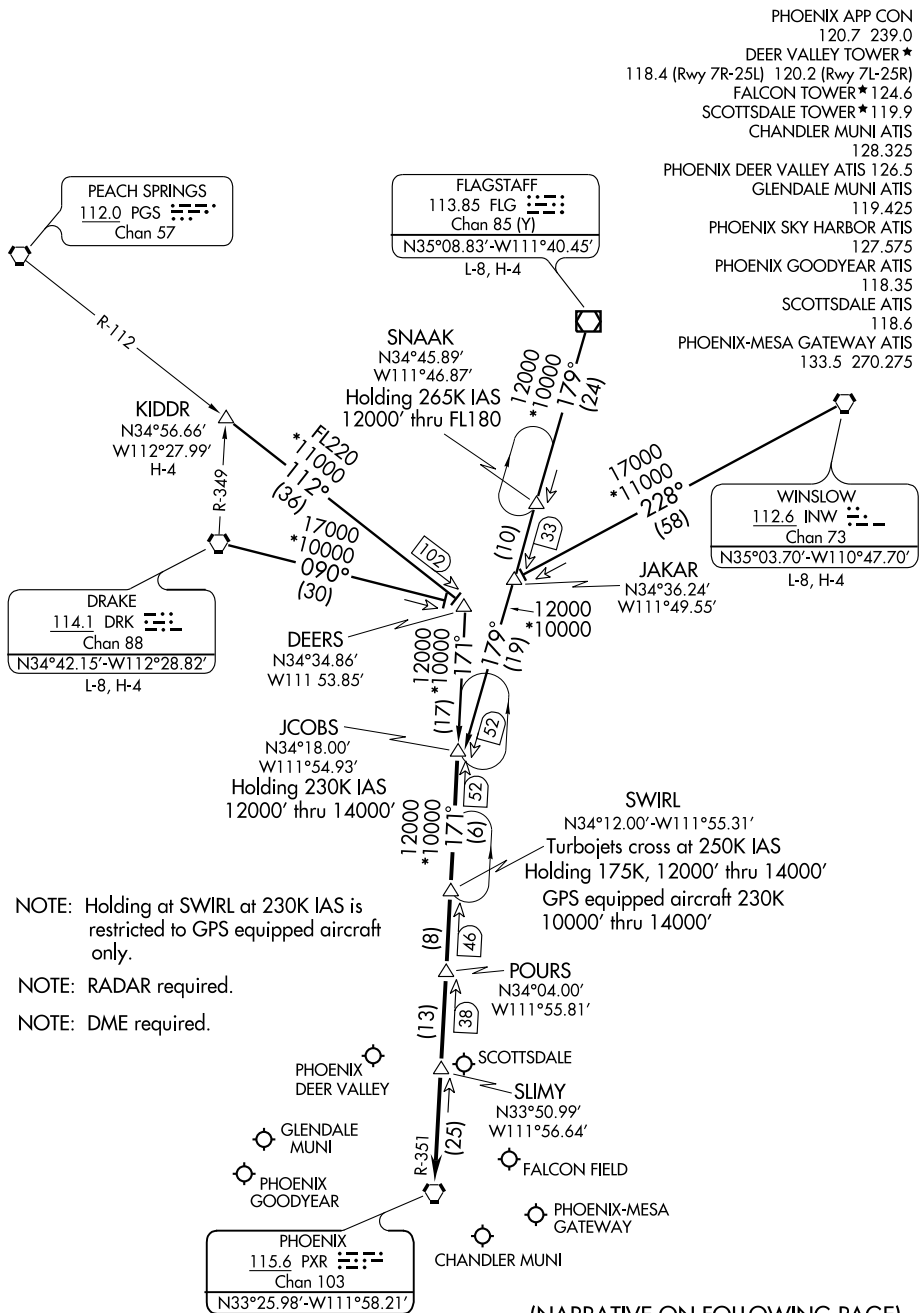 PHOENIX APP CON
120.7 239.0
DEER VALLEY TOWER★
118.4 (Rwy 7R-25L) 120.2 (Rwy 7L-25R)
FALCON TOWER★124.6
SCOTTSDALE TOWER★119.9
CHANDLER MUNI ATIS
128.325
PHOENIX DEER VALLEY ATIS 126.5
GLENDALE MUNI ATIS
119.425
PHOENIX SKY HARBOR ATIS
127.575
PHOENIX GOODYEAR ATIS
118.35
SCOTTSDALE ATIS
118.6
PHOENIX-MESA GATEWAY ATIS
133.5 270.275
PEACH SPRINGS
112.0 PGS
Chan 57
FLAGSTAFF
113.85 FLG
Chan 85 (Y)
N35°08.83'-W111°40.45'
L-8, H-4
R-112
SNAAK
N34°45.89'
W111°46.87'
Holding 265K IAS
12000' thru FL180
12000
*10000
179°
(24)
KIDDR
N34°56.66'
W112°27.99'
H-4
R-349
FL220
*11000
112°
(36)
17000
*11000
228°
(58)
WINSLOW
112.6 INW
Chan 73
N35°03.70'-W110°47.70'
L-8, H-4
17000
*10000
090°
(30)
102
(10)
33
JAKAR
N34°36.24'
W111°49.55'
DRAKE
114.1 DRK
Chan 88
N34°42.15'-W112°28.82'
L-8, H-4
12000
*10000
DEERS
N34°34.86'
W111 53.85'
12000
*10000
171°
(17)
179°
(19)
52
JCOBS
N34°18.00'
W111°54.93'
Holding 230K IAS
12000' thru 14000'
52
12000
*10000
171°
(6)
SWIRL
N34°12.00'-W111°55.31'
Turbojets cross at 250K IAS
Holding 175K, 12000' thru 14000'
GPS equipped aircraft 230K
10000' thru 14000'
NOTE: Holding at SWIRL at 230K IAS is
restricted to GPS equipped aircraft
only.
NOTE: RADAR required.
NOTE: DME required.
(8)
46
POURS
N34°04.00'
W111°55.81'
(13)
38
PHOENIX
DEER VALLEY
SCOTTSDALE
SLIMY
N33°50.99'
W111°56.64'
GLENDALE
MUNI
R-351
(25)
FALCON FIELD
PHOENIX
GOODYEAR
PHOENIX-MESA
GATEWAY
CHANDLER MUNI
PHOENIX
115.6 PXR
Chan 103
N33°25.98'-W111°58.21'
(NARRATIVE ON FOLLOWING PAGE)